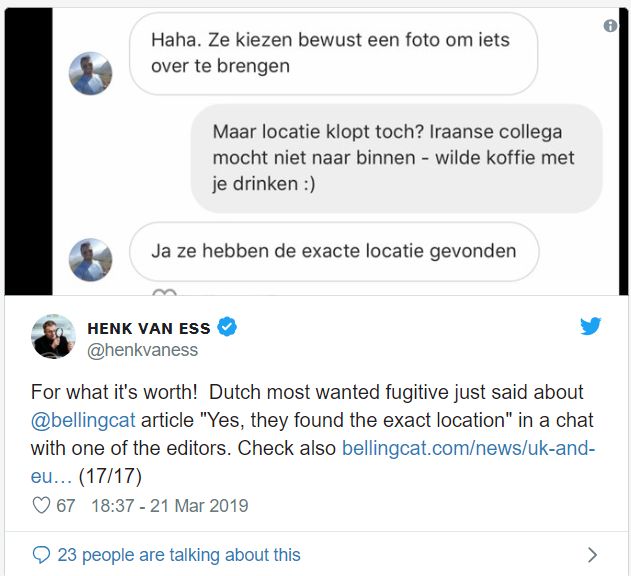 Haha. Ze kiezen bewust een foto om iets
over te brengen
Maar locatie klopt toch? Iraanse collega
mocht niet naar binnen - wilde koffie met
je drinken :)
Ja ze hebben de exacte locatie gevonden
HENK VAN ESS
@henkvaness
For what it's worth!  Dutch most wanted fugitive just said about
@bellingcat article "Yes, they found the exact location" in a chat
with one of the editors. Check also bellingcat.com/news/uk-and-
eu… (17/17)
67 18:37 - 21 Mar 2019
23 people are talking about this